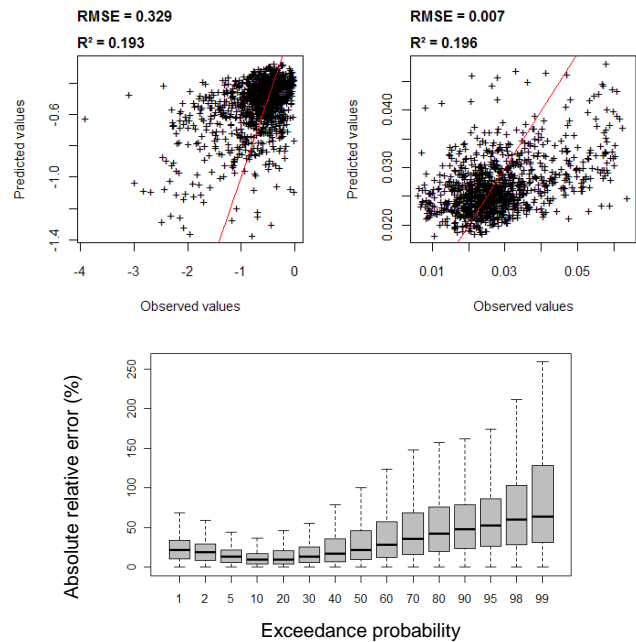 RMSE = 0.329
R² = 0.193
Predicted values
-0.6
-1.0
-1.4
-4
-3
-2
-1
0
Observed values
RMSE = 0.007
R² = 0.196
Predicted values
0.040
0.030
0.020
0.01
0.03
0.05
Observed values
Absolute relative error (%)
250
200
150
100
50
0
1 2 5 10 20 30 40 50 60 70 80 90 95 98 99
Exceedance probability